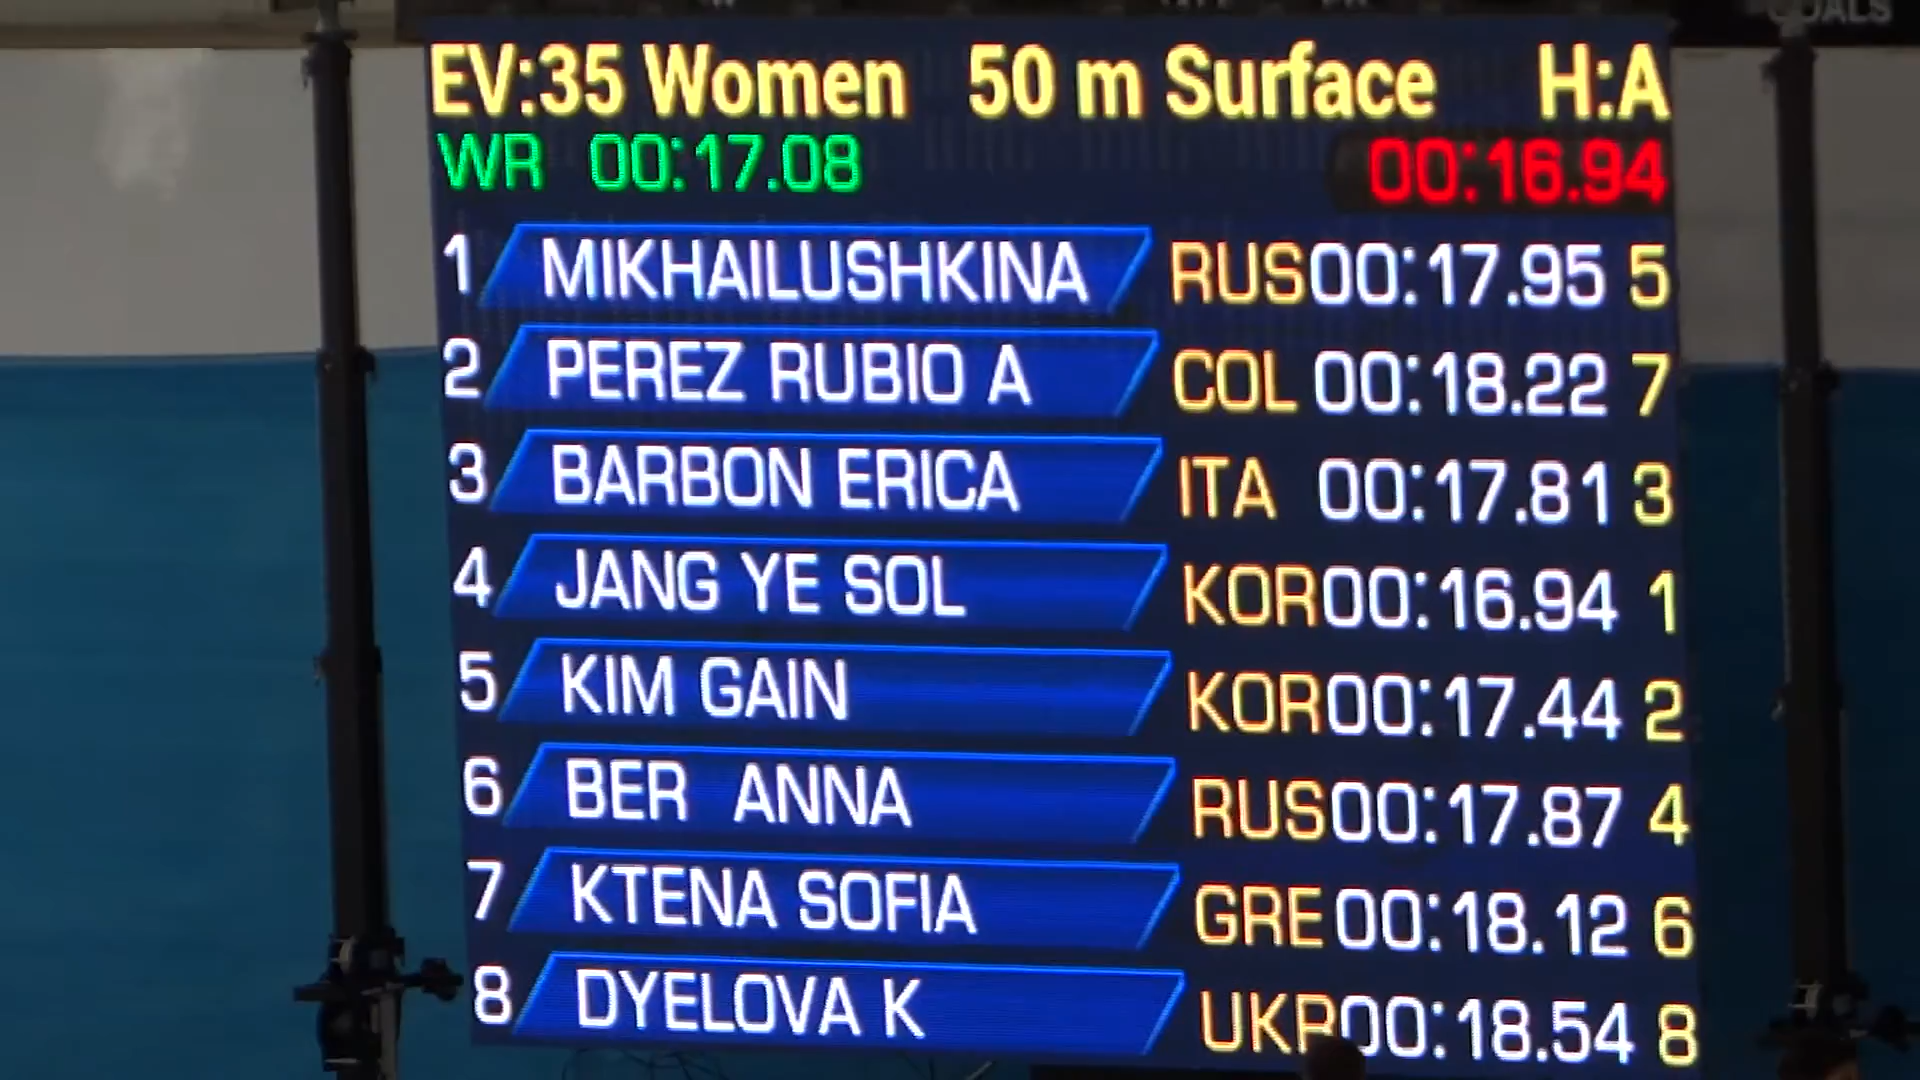 OALS
EV:35 Women 50 m Surface H:A
WR 00:17.08 00:16.94
1 MIKHAILUSHKINA RUS 00:17.95 5
2 PEREZ RUBIO A COL 00:18.22 7
3 BARBON ERICA ITA 00:17.81 3
4 JANG YE SOL KOR 00:16.94 1
5 KIM GAIN KOR 00:17.44 2
6 BER ANNA RUS 00:17.87 4
7 KTENA SOFIA GRE 00:18.12 6
8 DYELOVA K UKR 00:18.54 8